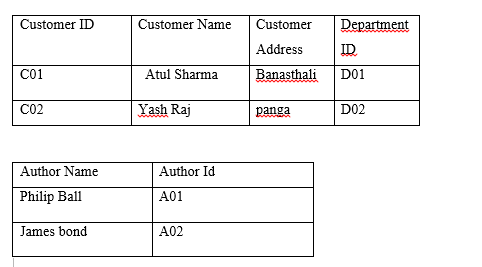 Customer ID Customer Name Customer Address Department ID
C01 Atul Sharma Banasthali D01
C02 Yash Raj panga D02
Author Name Author Id
Philip Ball A01
James bond A02